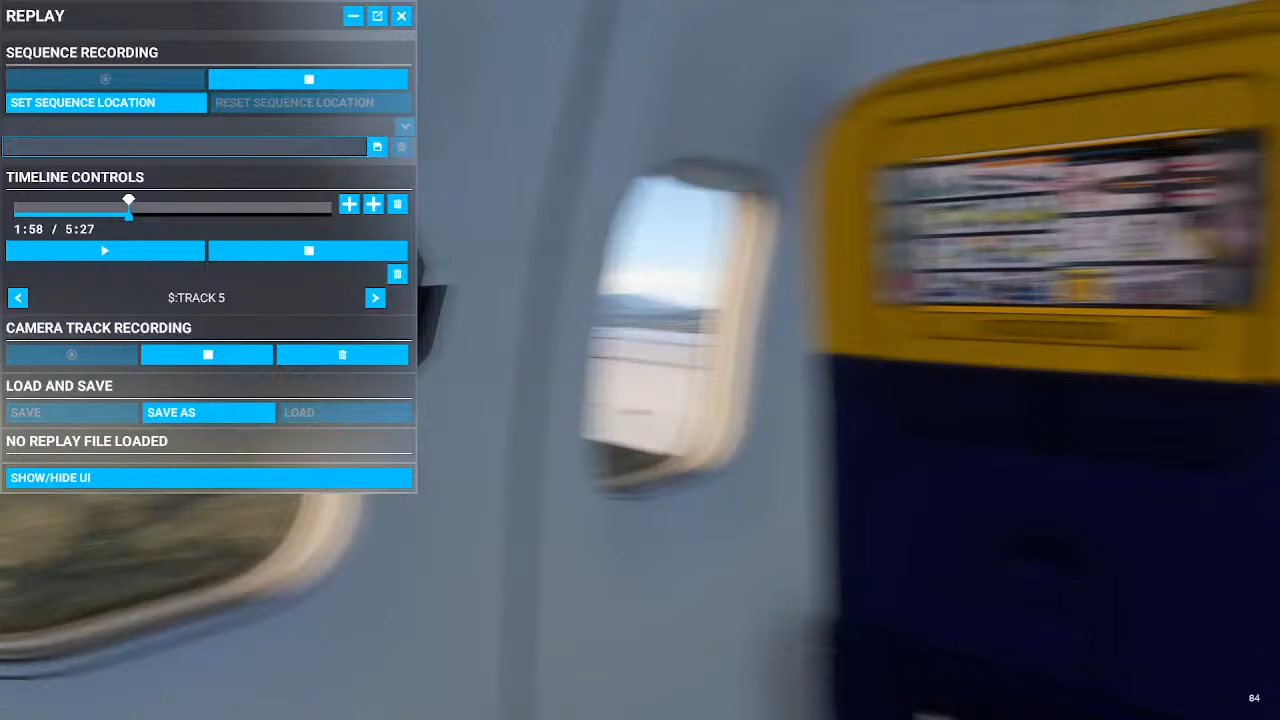 REPLAY
SEQUENCE RECORDING
SET SEQUENCE LOCATION
RESET SEQUENCE LOCATION
TIMELINE CONTROLS
1:58 / 5:27
$:TRACK 5
CAMERA TRACK RECORDING
LOAD AND SAVE
SAVE
SAVE AS
LOAD
NO REPLAY FILE LOADED
SHOW/HIDE UI
84